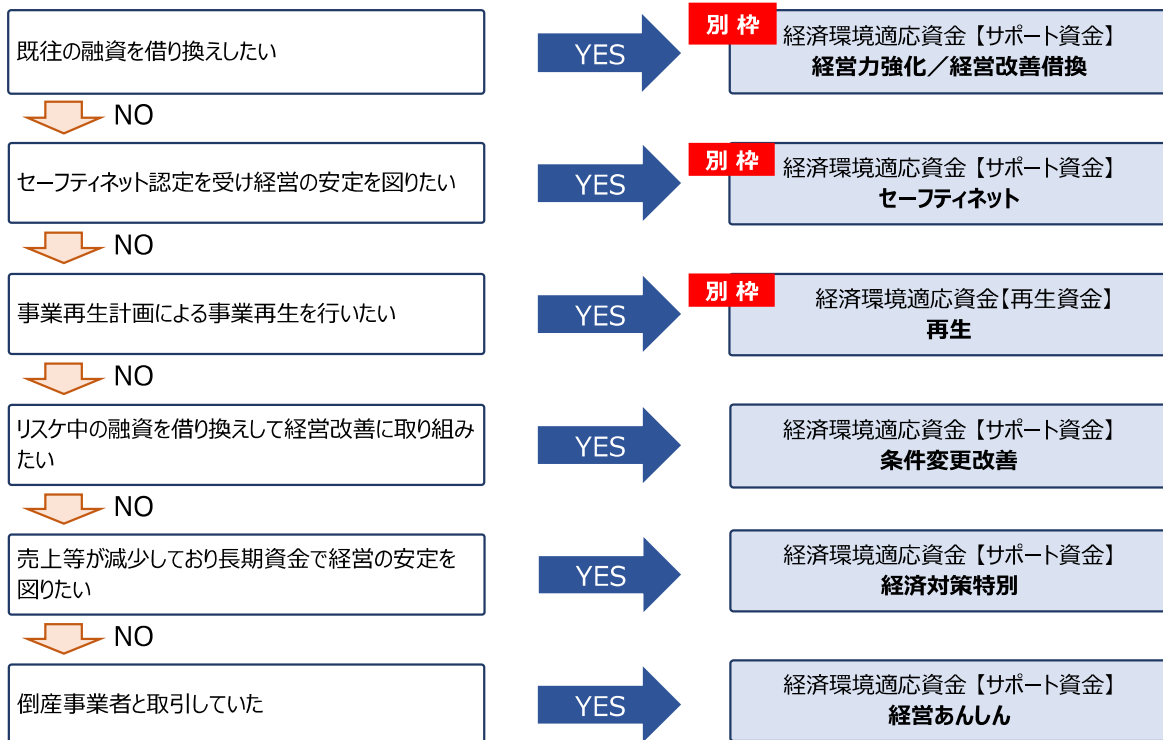 既往の融資を借り換えしたい
YES
別 枠
経済環境適応資金【サポート資金】
経営力強化／経営改善借換
NO
セーフティネット認定を受け経営の安定を図りたい
YES
別 枠
経済環境適応資金【サポート資金】
セーフティネット
NO
事業再生計画による事業再生を行いたい
YES
別 枠
経済環境適応資金【再生資金】
再生
NO
リスケ中の融資を借り換えして経営改善に取り組み
たい
YES
経済環境適応資金【サポート資金】
条件変更改善
NO
売上等が減少しており長期資金で経営の安定を
図りたい
YES
経済環境適応資金【サポート資金】
経済対策特別
NO
倒産事業者と取引していた
YES
経済環境適応資金【サポート資金】
経営あんしん